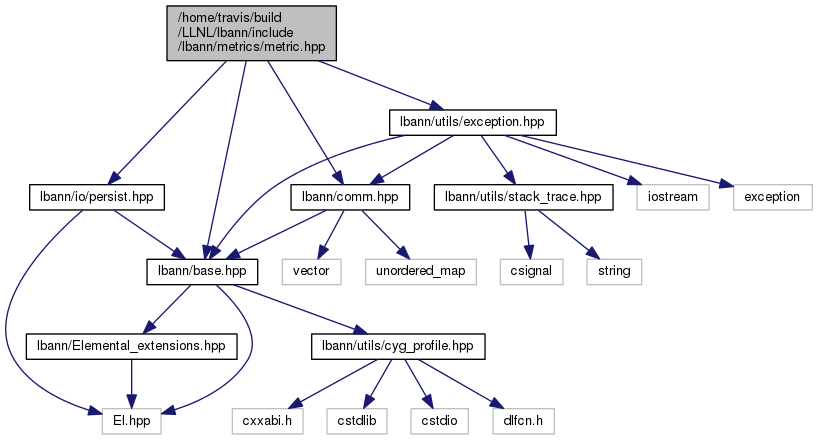 /home/travis/build
/LLNL/lbann/include
/lbann/metrics/metric.hpp
lbann/utils/exception.hpp
lbann/io/persist.hpp
lbann/comm.hpp
lbann/utils/stack_trace.hpp
iostream
exception
lbann/base.hpp
vector
unordered_map
csignal
string
lbann/Elemental_extensions.hpp
lbann/utils/cyg_profile.hpp
El.hpp
cxxabi.h
cstdlib
cstdio
dlfcn.h